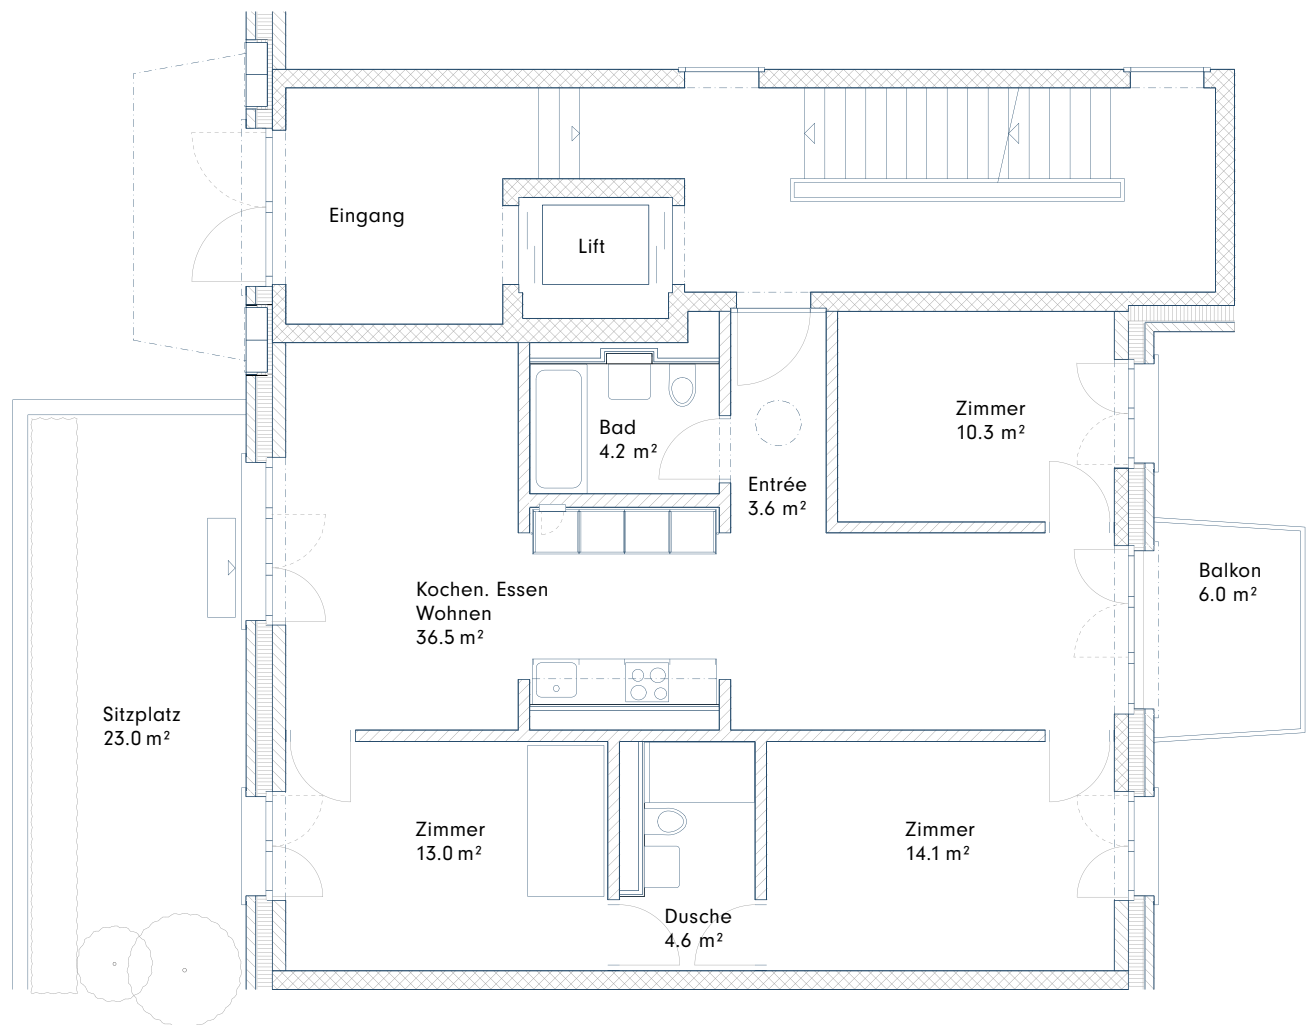 Eingang
Lift
Zimmer
10.3 m²
Bad
4.2 m²
Entrée
3.6 m²
Balkon
6.0 m²
Kochen. Essen
Wohnen
36.5 m²
Sitzplatz
23.0 m²
Zimmer
13.0 m²
Zimmer
14.1 m²
Dusche
4.6 m²